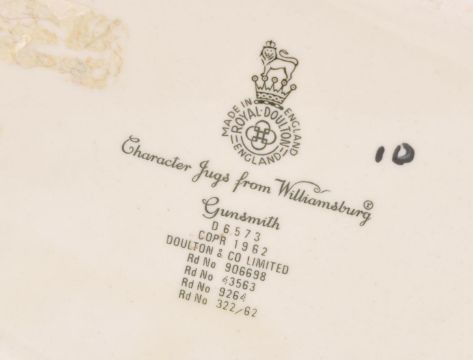 MADE IN ENGLAND
ROYAL·DOULTON
ENGLAND
10
Character Jugs from Williamsburg®
Gunsmith
D 6573
COPR 1962
DOULTON & CO LIMITED
Rd No 906698
Rd No 43563
Rd No 9264
Rd No 322/62